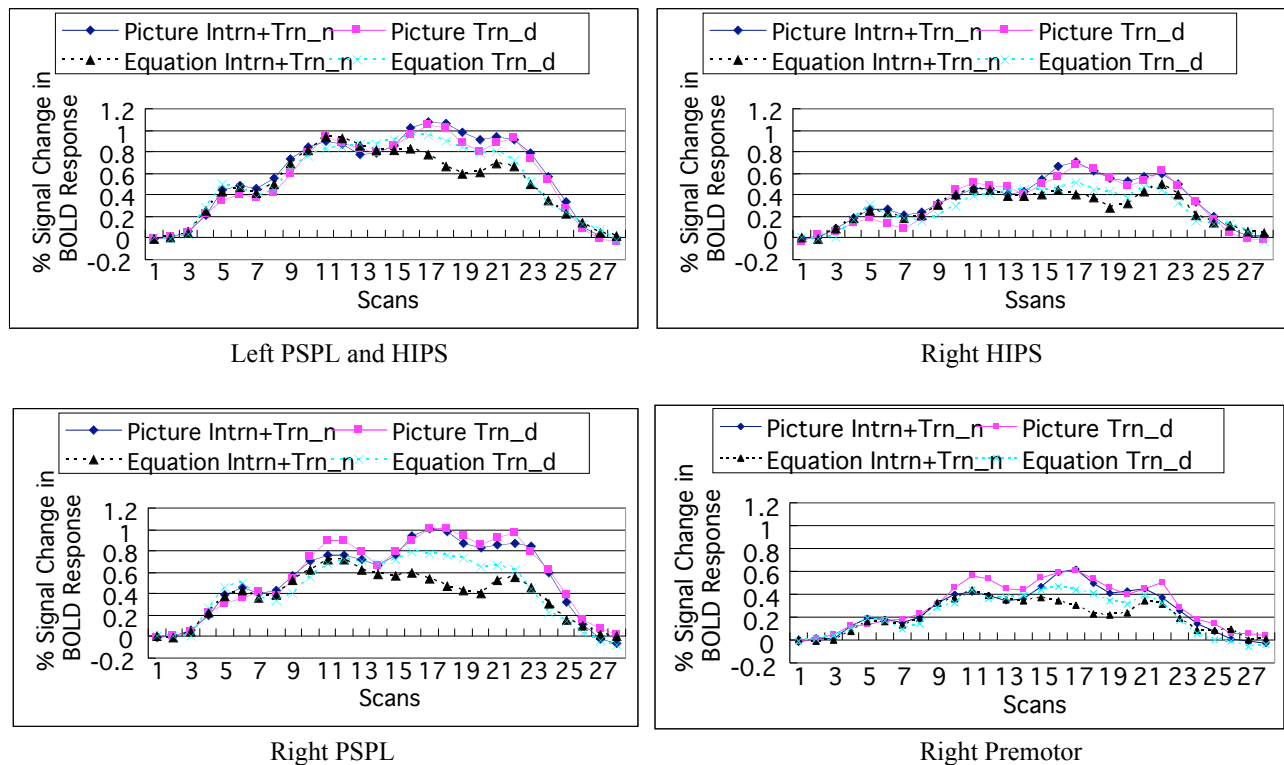 Picture Intrn+Trn_n Picture Trn_d
Equation Intrn+Trn_n Equation Trn_d
% Signal Change in
BOLD Response
1.2
1
0.8
0.6
0.4
0.2
0
-0.2
1 3 5 7 9 11 13 15 17 19 21 23 25 27
Scans
Left PSPL and HIPS
Picture Intrn+Trn_n Picture Trn_d
Equation Intrn+Trn_n Equation Trn_d
% Signal Change in
BOLD Response
1.2
1
0.8
0.6
0.4
0.2
0
-0.2
1 3 5 7 9 11 13 15 17 19 21 23 25 27
Ssans
Right HIPS
Picture Intrn+Trn_n Picture Trn_d
Equation Intrn+Trn_n Equation Trn_d
% Signal Change in
BOLD Response
1.2
1
0.8
0.6
0.4
0.2
0
-0.2
1 3 5 7 9 11 13 15 17 19 21 23 25 27
Scans
Right PSPL
Picture Intrn+Trn_n Picture Trn_d
Equation Intrn+Trn_n Equation Trn_d
% Signal Change in
BOLD Response
1.2
1
0.8
0.6
0.4
0.2
0
-0.2
1 3 5 7 9 11 13 15 17 19 21 23 25 27
Scans
Right Premotor